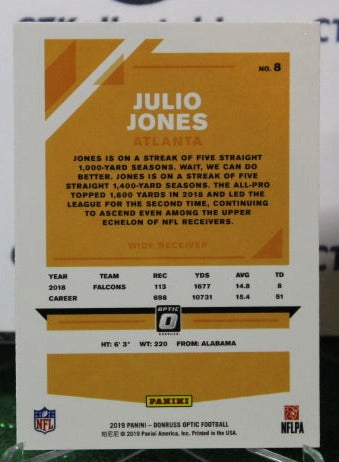 NO. 8
JULIO
JONES
ATLANTA
JONES IS ON A STREAK OF FIVE STRAIGHT
1,000-YARD SEASONS. WAIT, WE CAN DO
BETTER. JONES IS ON A STREAK OF FIVE
STRAIGHT 1,400-YARD SEASONS. THE ALL-PRO
TOPPED 1,600 YARDS IN 2018 AND LED THE
LEAGUE FOR THE SECOND TIME, CONTINUING
TO ASCEND EVEN AMONG THE UPPER
ECHELON OF NFL RECEIVERS.
WIDE RECEIVER
YEAR TEAM REC YDS AVG TD
2018 FALCONS 113 1677 14.8 8
CAREER 698 10731 15.4 51
OPTIC
O
DONRUSS
HT: 6' 3" WT: 220 FROM: ALABAMA
PANINI
NFL
2019 PANINI – DONRUSS OPTIC FOOTBALL
帕尼尼 © 2019 Panini America, Inc. Printed in the USA.
NFLPA